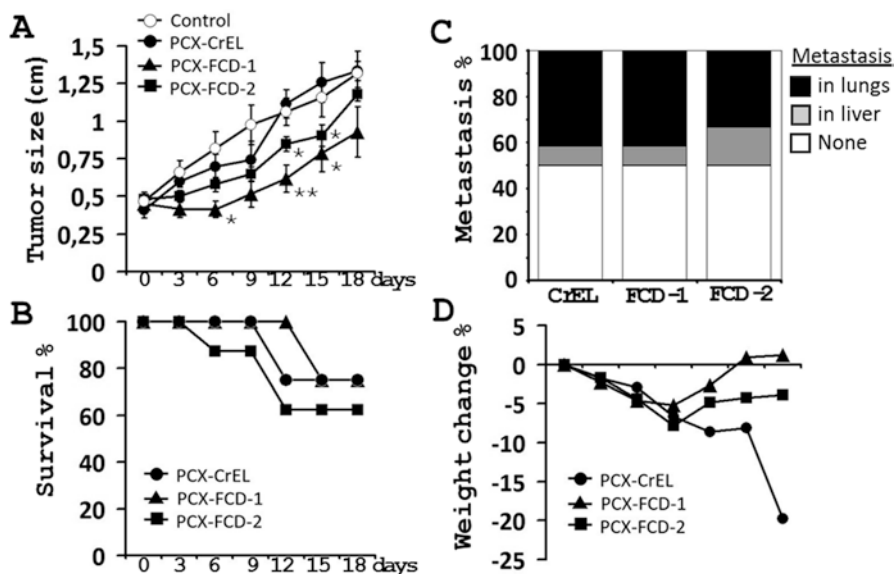 A
Control
PCX-CrEL
PCX-FCD-1
PCX-FCD-2
Tumor size (cm)
1,5
1,25
1
0,75
0,5
0,25
0
*
*
*
**
*
0 3 6 9 12 15 18 days
B
Survival %
100
80
60
40
20
0
PCX-CrEL
PCX-FCD-1
PCX-FCD-2
0 3 6 9 12 15 18 days
C
Metastasis %
100
80
60
40
20
0
CrEL FCD-1 FCD-2
Metastasis
in lungs
in liver
None
D
Weight change %
5
0
-5
-10
-15
-20
-25
PCX-CrEL
PCX-FCD-1
PCX-FCD-2